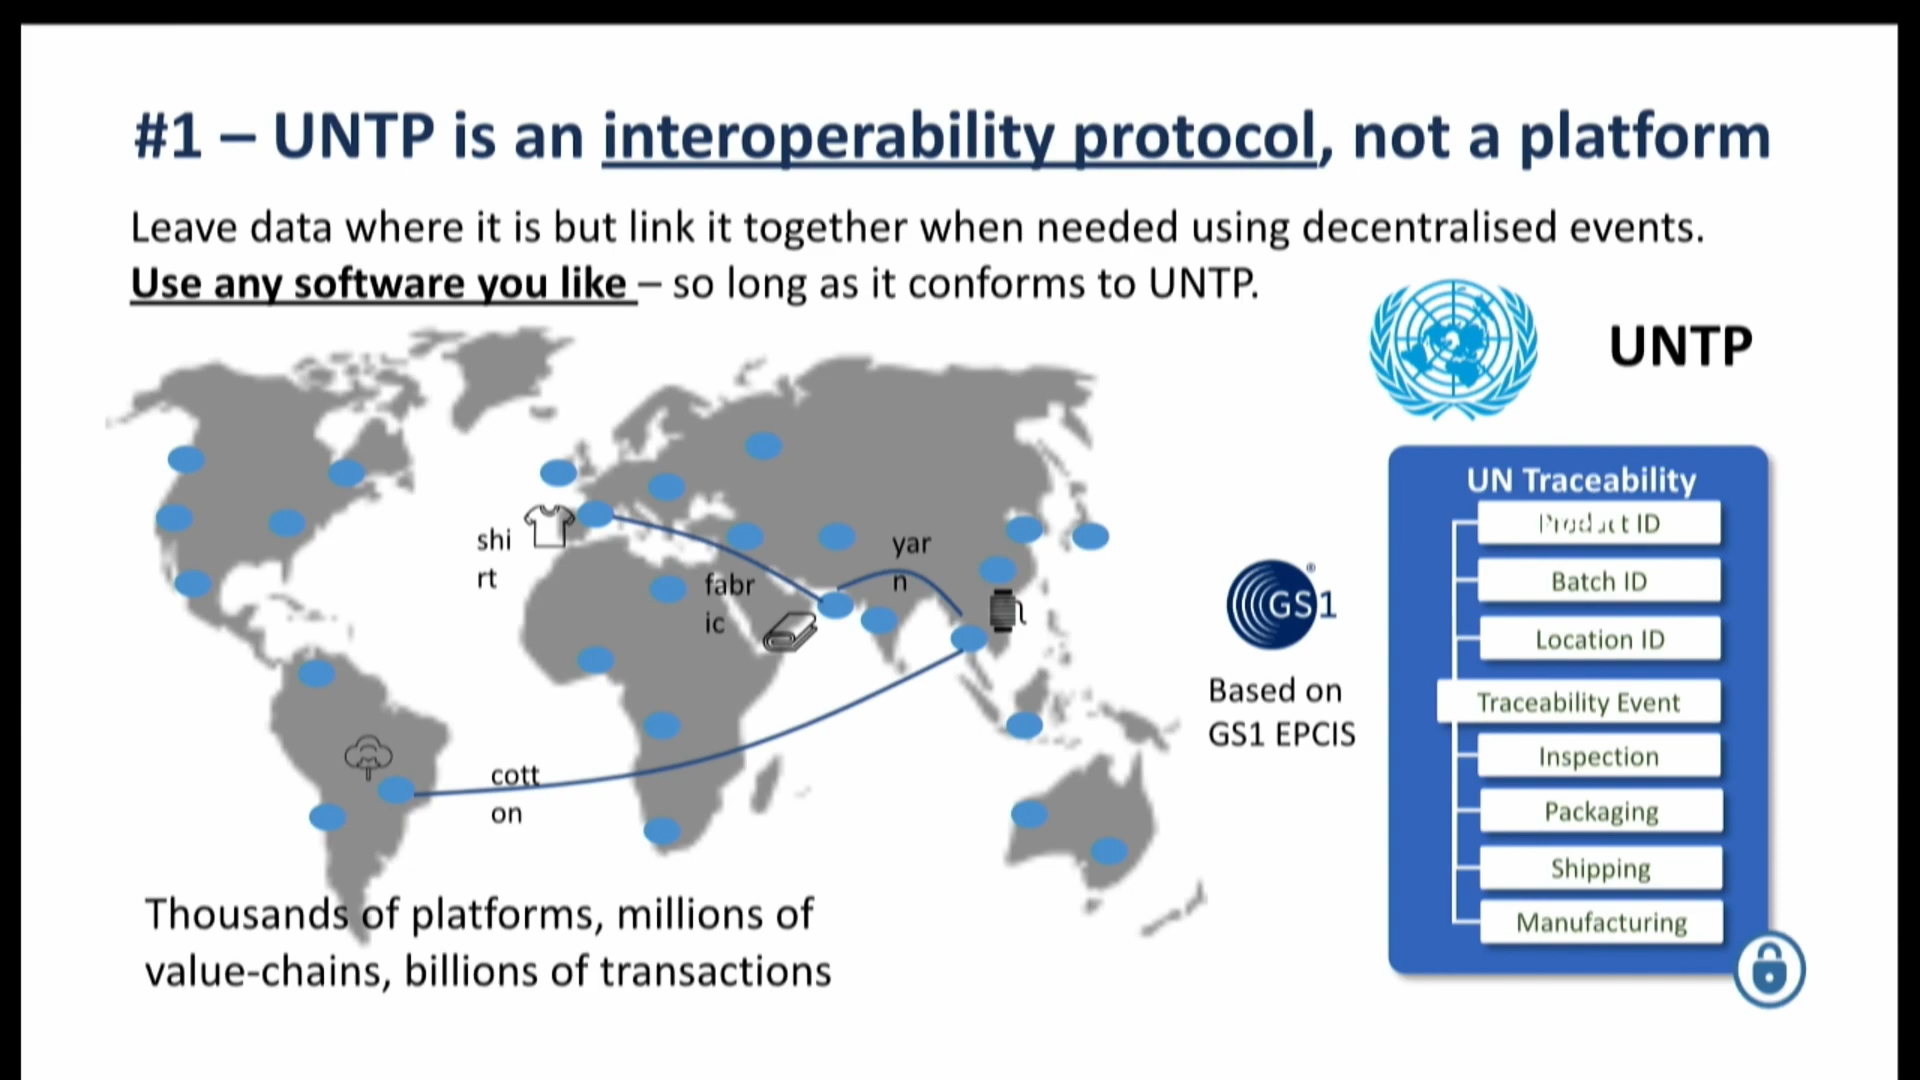 #1 – UNTP is an interoperability protocol, not a platform
Leave data where it is but link it together when needed using decentralised events.
Use any software you like – so long as it conforms to UNTP.
UNTP
shi
rt
fabr
ic
yar
n
cott
on
Thousands of platforms, millions of
value-chains, billions of transactions
GS1®
Based on
GS1 EPCIS
UN Traceability
Product ID
Batch ID
Location ID
Traceability Event
Inspection
Packaging
Shipping
Manufacturing